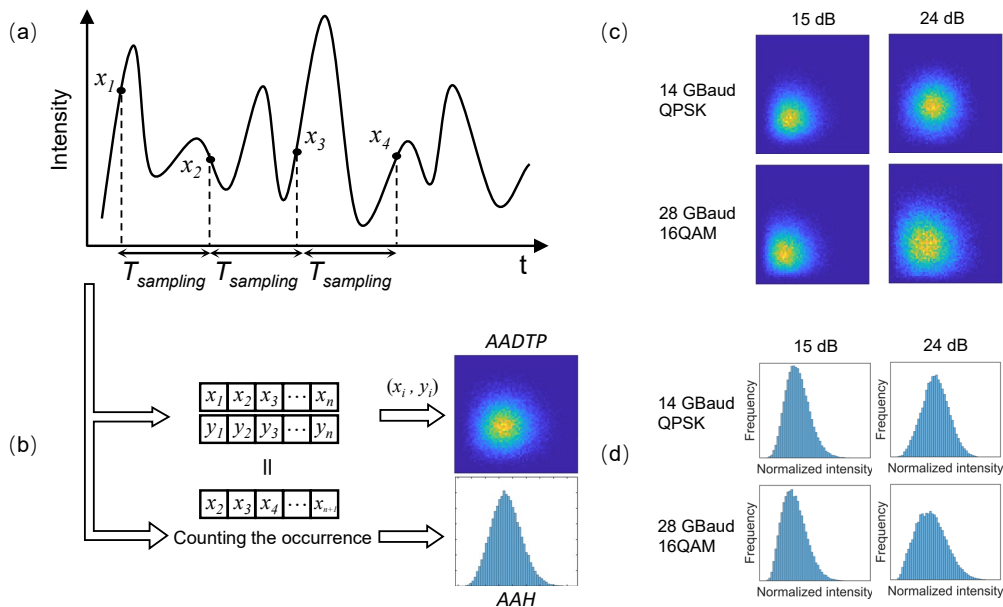 (a)
Intensity
x1
x2
x3
x4
t
Tsampling
Tsampling
Tsampling
(b)
x1 x2 x3 ⋯ xn
y1 y2 y3 ⋯ yn
=
x2 x3 x4 ⋯ xn+1
Counting the occurrence
(xi , yi)
AADTP
AAH
(c)
15 dB
24 dB
14 GBaud
QPSK
28 GBaud
16QAM
(d)
15 dB
24 dB
14 GBaud
QPSK
Frequency
Normalized intensity
Frequency
Normalized intensity
28 GBaud
16QAM
Frequency
Normalized intensity
Frequency
Normalized intensity